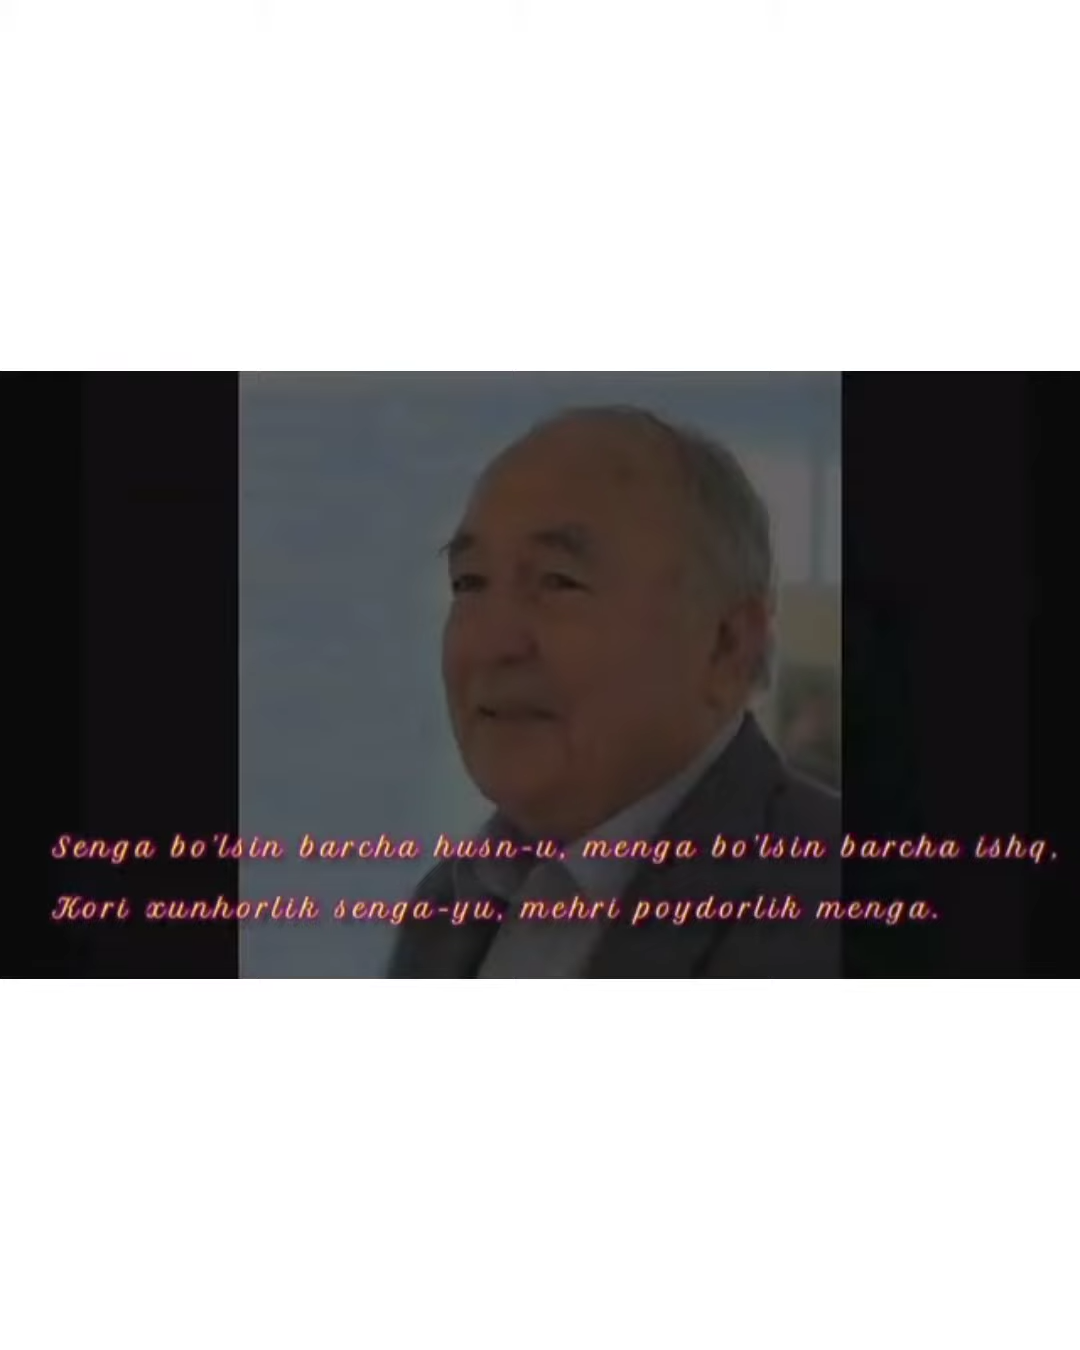 Senga bo'lsin barcha husn-u, menga bo'lsin barcha ishq,
Kori xunhorlik senga-yu, mehri poydorlik menga.